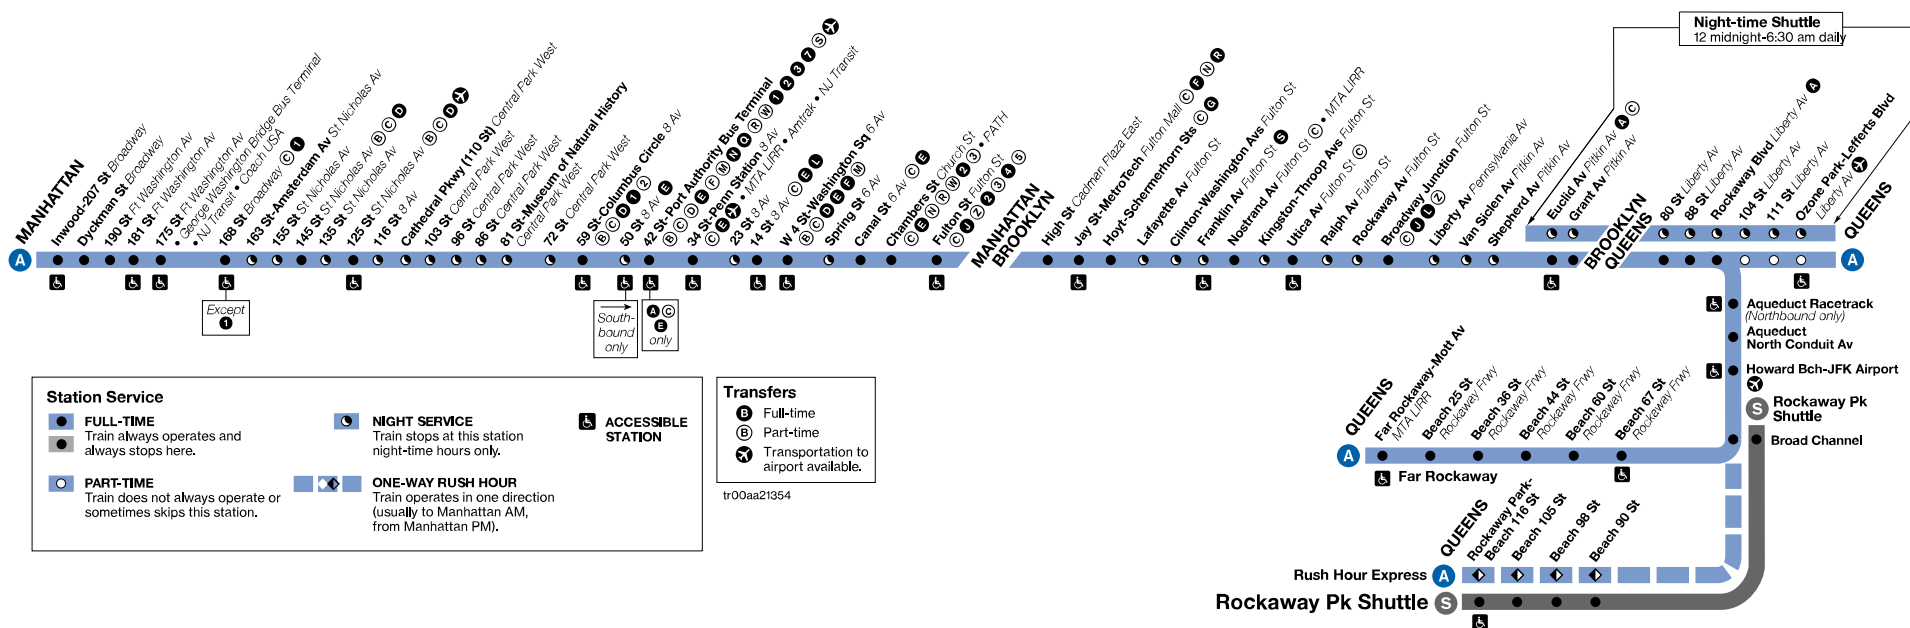 Night-time Shuttle
12 midnight-6:30 am daily
MANHATTAN
A
Inwood-207 St Broadway
Dyckman St Broadway
190 St Ft Washington Av
181 St Ft Washington Av
175 St Ft Washington Av
• George Washington Bridge Bus Terminal
• NJ Transit • Coach USA
168 St Broadway C 1
163 St-Amsterdam Av St Nicholas Av
155 St St Nicholas Av
145 St St Nicholas Av B C D
135 St St Nicholas Av
125 St St Nicholas Av B C D
116 St 8 Av
Cathedral Pkwy (110 St) Central Park West
103 St Central Park West
96 St Central Park West
86 St Central Park West
81 St-Museum of Natural History
Central Park West
72 St Central Park West
59 St-Columbus Circle 8 Av
B C D 1 2
50 St 8 Av C E
42 St-Port Authority Bus Terminal
B C D E F M N Q R W 1 2 3 7 S
34 St-Penn Station 8 Av
C E • MTA LIRR • Amtrak • NJ Transit
23 St 8 Av
14 St 8 Av C E L
W 4 St-Washington Sq 6 Av
B C D E F M
Spring St 6 Av
Canal St 6 Av C E
Chambers St Church St
C E N R W 2 3 • PATH
Fulton St Fulton St
C J Z 2 3 4 5
MANHATTAN
BROOKLYN
High St Cadman Plaza East
Jay St-MetroTech Fulton Mall C F N R
Hoyt-Schermerhorn Sts C G
Lafayette Av Fulton St
Clinton-Washington Avs Fulton St
Franklin Av Fulton St S
Nostrand Av Fulton St C • MTA LIRR
Kingston-Throop Avs Fulton St
Utica Av Fulton St C
Ralph Av Fulton St
Rockaway Av Fulton St
Broadway Junction Fulton St
C J L Z
Liberty Av Pennsylvania Av
Van Siclen Av Pitkin Av
Shepherd Av Pitkin Av
Euclid Av Pitkin Av A C
Grant Av Pitkin Av
BROOKLYN
QUEENS
80 St Liberty Av
88 St Liberty Av
Rockaway Blvd Liberty Av A
104 St Liberty Av
111 St Liberty Av
Ozone Park-Lefferts Blvd
Liberty Av
QUEENS
A
Except
1
South-
bound
only
A C
E
only
Aqueduct Racetrack
(Northbound only)
Aqueduct
North Conduit Av
Howard Bch-JFK Airport
S
Rockaway Pk
Shuttle
Broad Channel
QUEENS
A
Far Rockaway-Mott Av
MTA LIRR
Beach 25 St
Rockaway Frwy
Beach 36 St
Rockaway Frwy
Beach 44 St
Rockaway Frwy
Beach 60 St
Rockaway Frwy
Beach 67 St
Rockaway Frwy
Far Rockaway
QUEENS
Rockaway Park-
Beach 116 St
Beach 105 St
Beach 98 St
Beach 90 St
Rush Hour Express A
Rockaway Pk Shuttle S
Station Service
FULL-TIME
Train always operates and
always stops here.
PART-TIME
Train does not always operate or
sometimes skips this station.
NIGHT SERVICE
Train stops at this station
night-time hours only.
ONE-WAY RUSH HOUR
Train operates in one direction
(usually to Manhattan AM,
from Manhattan PM).
ACCESSIBLE
STATION
Transfers
B Full-time
B Part-time
Transportation to
airport available.
tr00aa21354